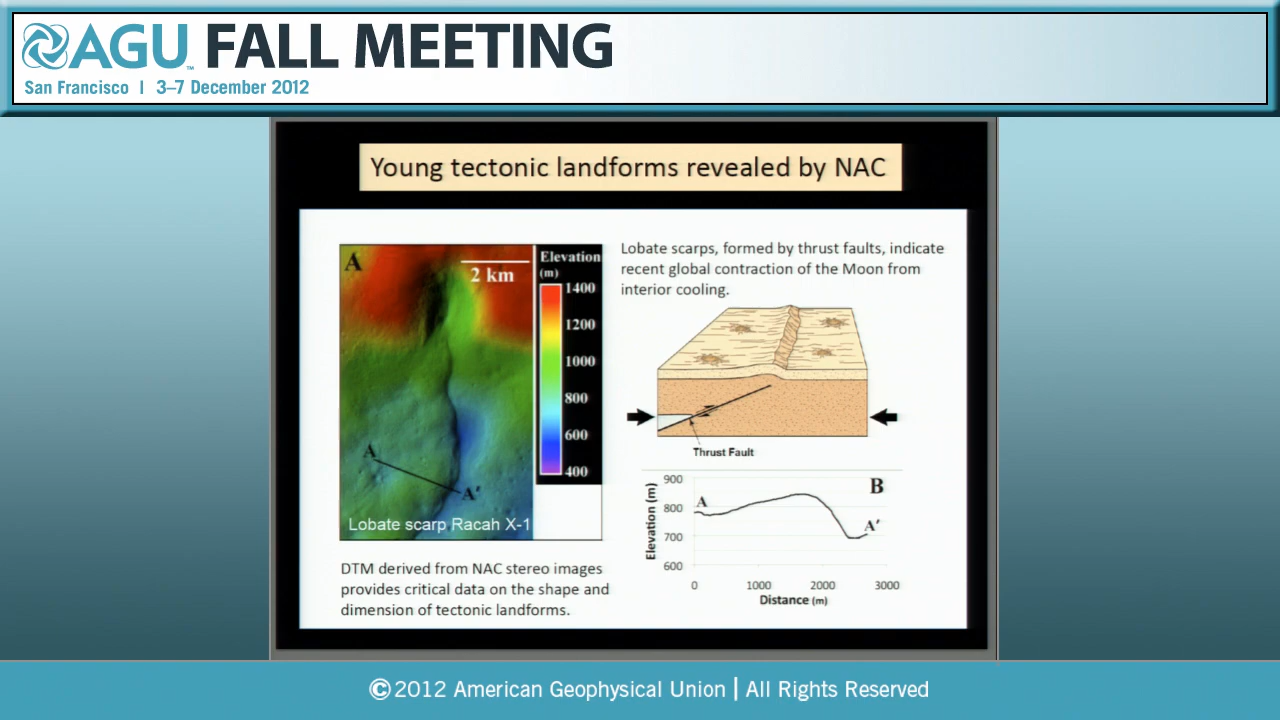 AGU™ FALL MEETING
San Francisco | 3–7 December 2012
Young tectonic landforms revealed by NAC
A
2 km
Elevation
(m)
1400
1200
1000
800
600
400
A
A'
Lobate scarp Racah X-1
DTM derived from NAC stereo images
provides critical data on the shape and
dimension of tectonic landforms.
Lobate scarps, formed by thrust faults, indicate
recent global contraction of the Moon from
interior cooling.
Thrust Fault
B
Elevation (m)
900
800
700
600
A
A'
0 1000 2000 3000
Distance (m)
©2012 American Geophysical Union | All Rights Reserved